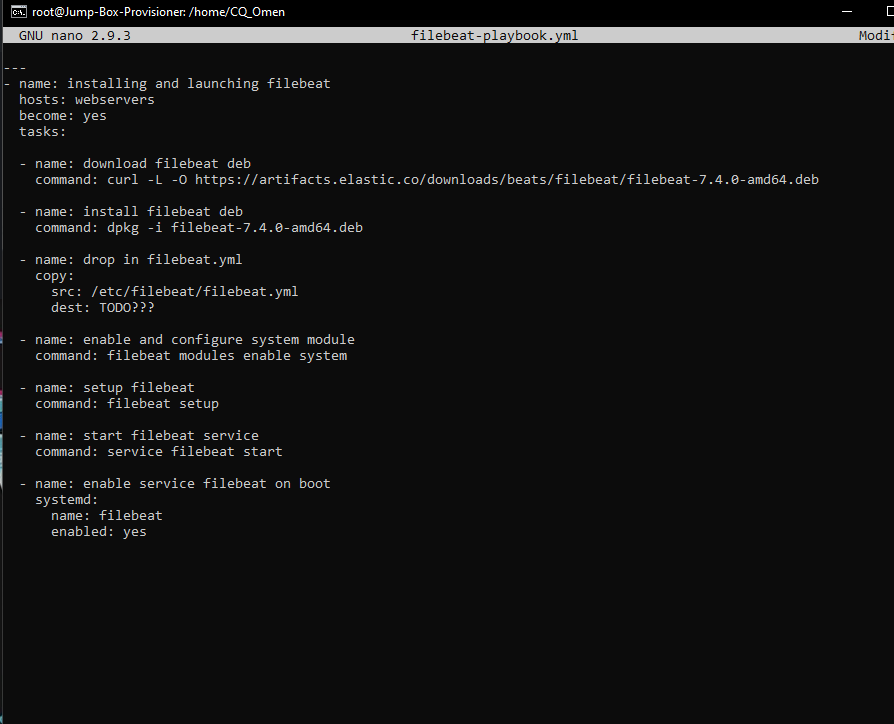 root@Jump-Box-Provisioner: /home/CQ_Omen
GNU nano 2.9.3 filebeat-playbook.yml Modi
---
- name: installing and launching filebeat
  hosts: webservers
  become: yes
  tasks:
  - name: download filebeat deb
    command: curl -L -O https://artifacts.elastic.co/downloads/beats/filebeat/filebeat-7.4.0-amd64.deb
  - name: install filebeat deb
    command: dpkg -i filebeat-7.4.0-amd64.deb
  - name: drop in filebeat.yml
    copy:
      src: /etc/filebeat/filebeat.yml
      dest: TODO???
  - name: enable and configure system module
    command: filebeat modules enable system
  - name: setup filebeat
    command: filebeat setup
  - name: start filebeat service
    command: service filebeat start
  - name: enable service filebeat on boot
    systemd:
      name: filebeat
      enabled: yes